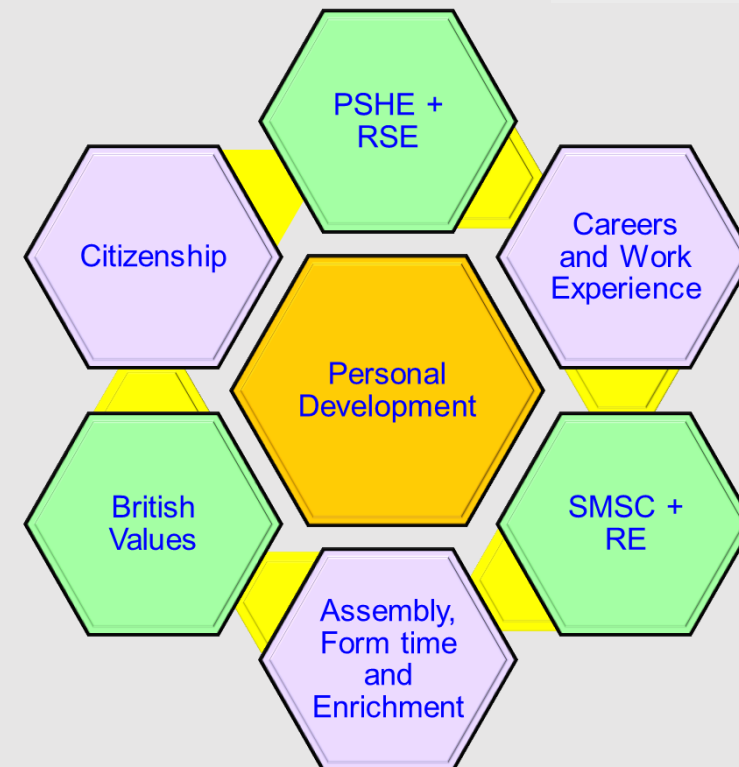 PSHE +
RSE
Careers
and Work
Experience
Citizenship
Personal
Development
British
Values
SMSC +
RE
Assembly,
Form time
and
Enrichment